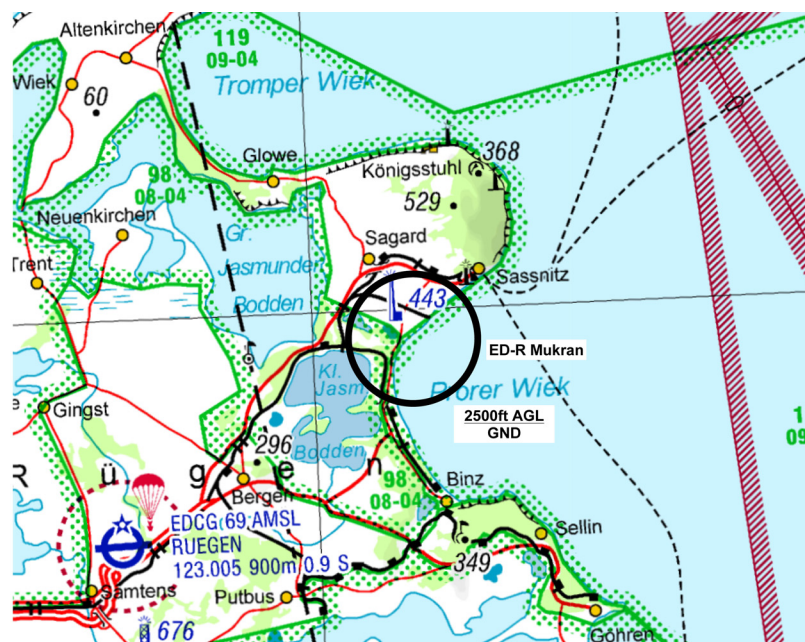 Altenkirchen
119
09-04
Tromper Wiek
Wiek
60
Glowe
Königsstuhl
368
98
08-04
529
Neuenkirchen
Gr.
Jasmunder
Bodden
Sagard
Sassnitz
Trent
443
ED-R Mukran
Kl.
Jasm
Bodden
Prorer Wiek
2500ft AGL
GND
Gingst
296
R ü g e n
98
08-04
Bergen
Binz
EDCG 69 AMSL
RUEGEN
123.005 900m 0.9 S
Sellin
349
Samtens
Putbus
676
Göhren